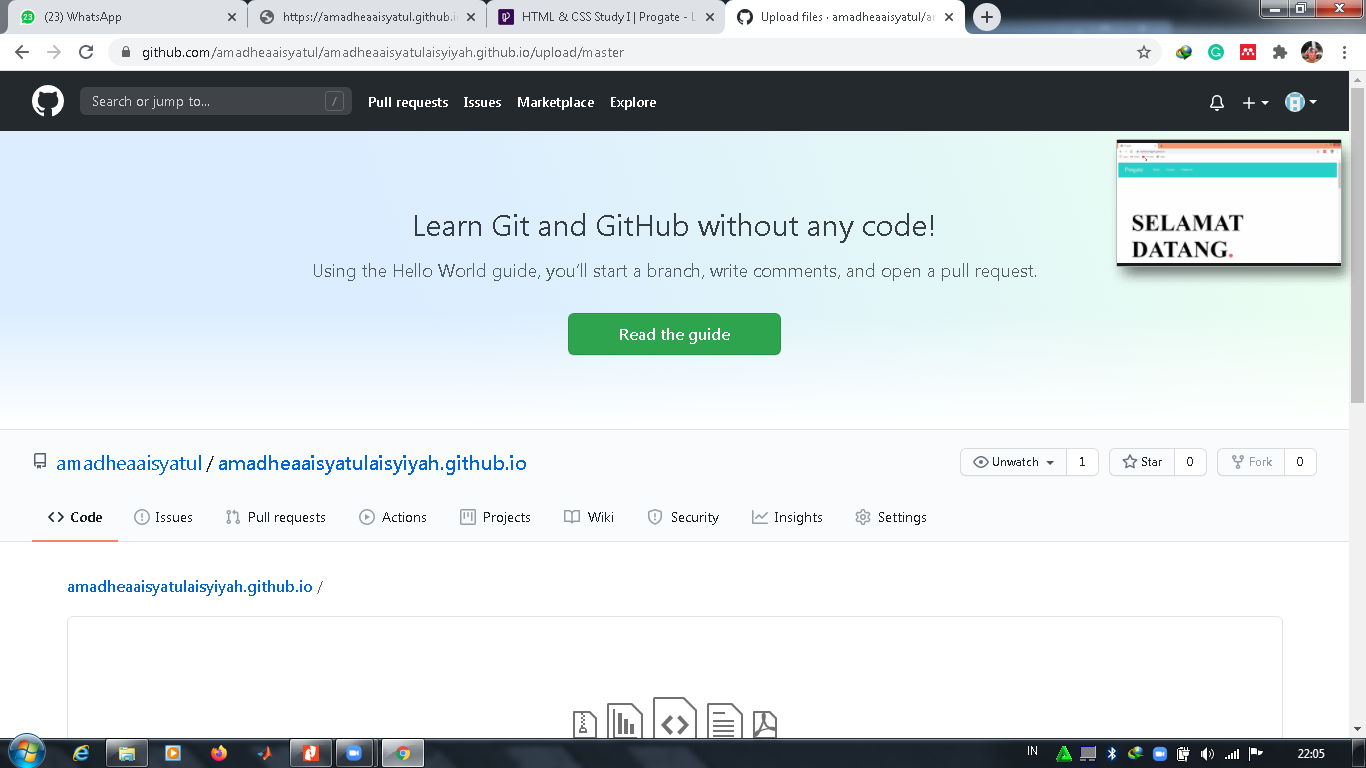 23
(23) WhatsApp
https://amadheaaisyatul.github.i
HTML & CSS Study I | Progate - L
Upload files · amadheaaisyatul/a
github.com/amadheaaisyatul/amadheaaisyatulaisyiyah.github.io/upload/master
Search or jump to...
/
Pull requests
Issues
Marketplace
Explore
Learn Git and GitHub without any code!
Using the Hello World guide, you’ll start a branch, write comments, and open a pull request.
Read the guide
SELAMAT
DATANG.
amadheaaisyatul / amadheaaisyatulaisyiyah.github.io
Unwatch 1
Star 0
Fork 0
Code
Issues
Pull requests
Actions
Projects
Wiki
Security
Insights
Settings
amadheaaisyatulaisyiyah.github.io /
IN
22:05